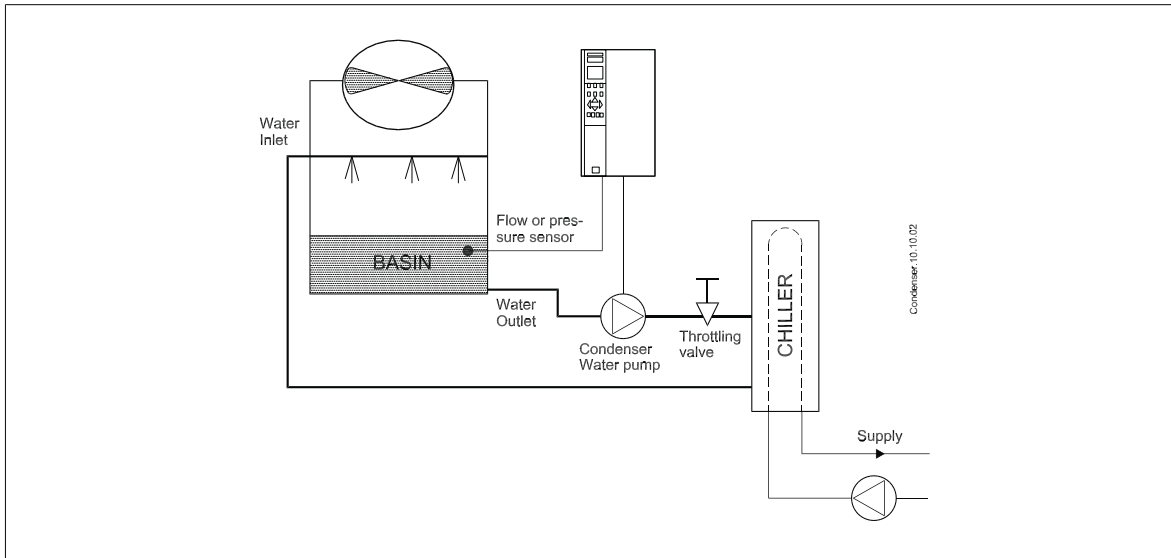 Water
Inlet
Flow or pres-
sure sensor
BASIN
Water
Outlet
Condenser
Water pump
Throttling
valve
CHILLER
Condenser.10.10.02
Supply